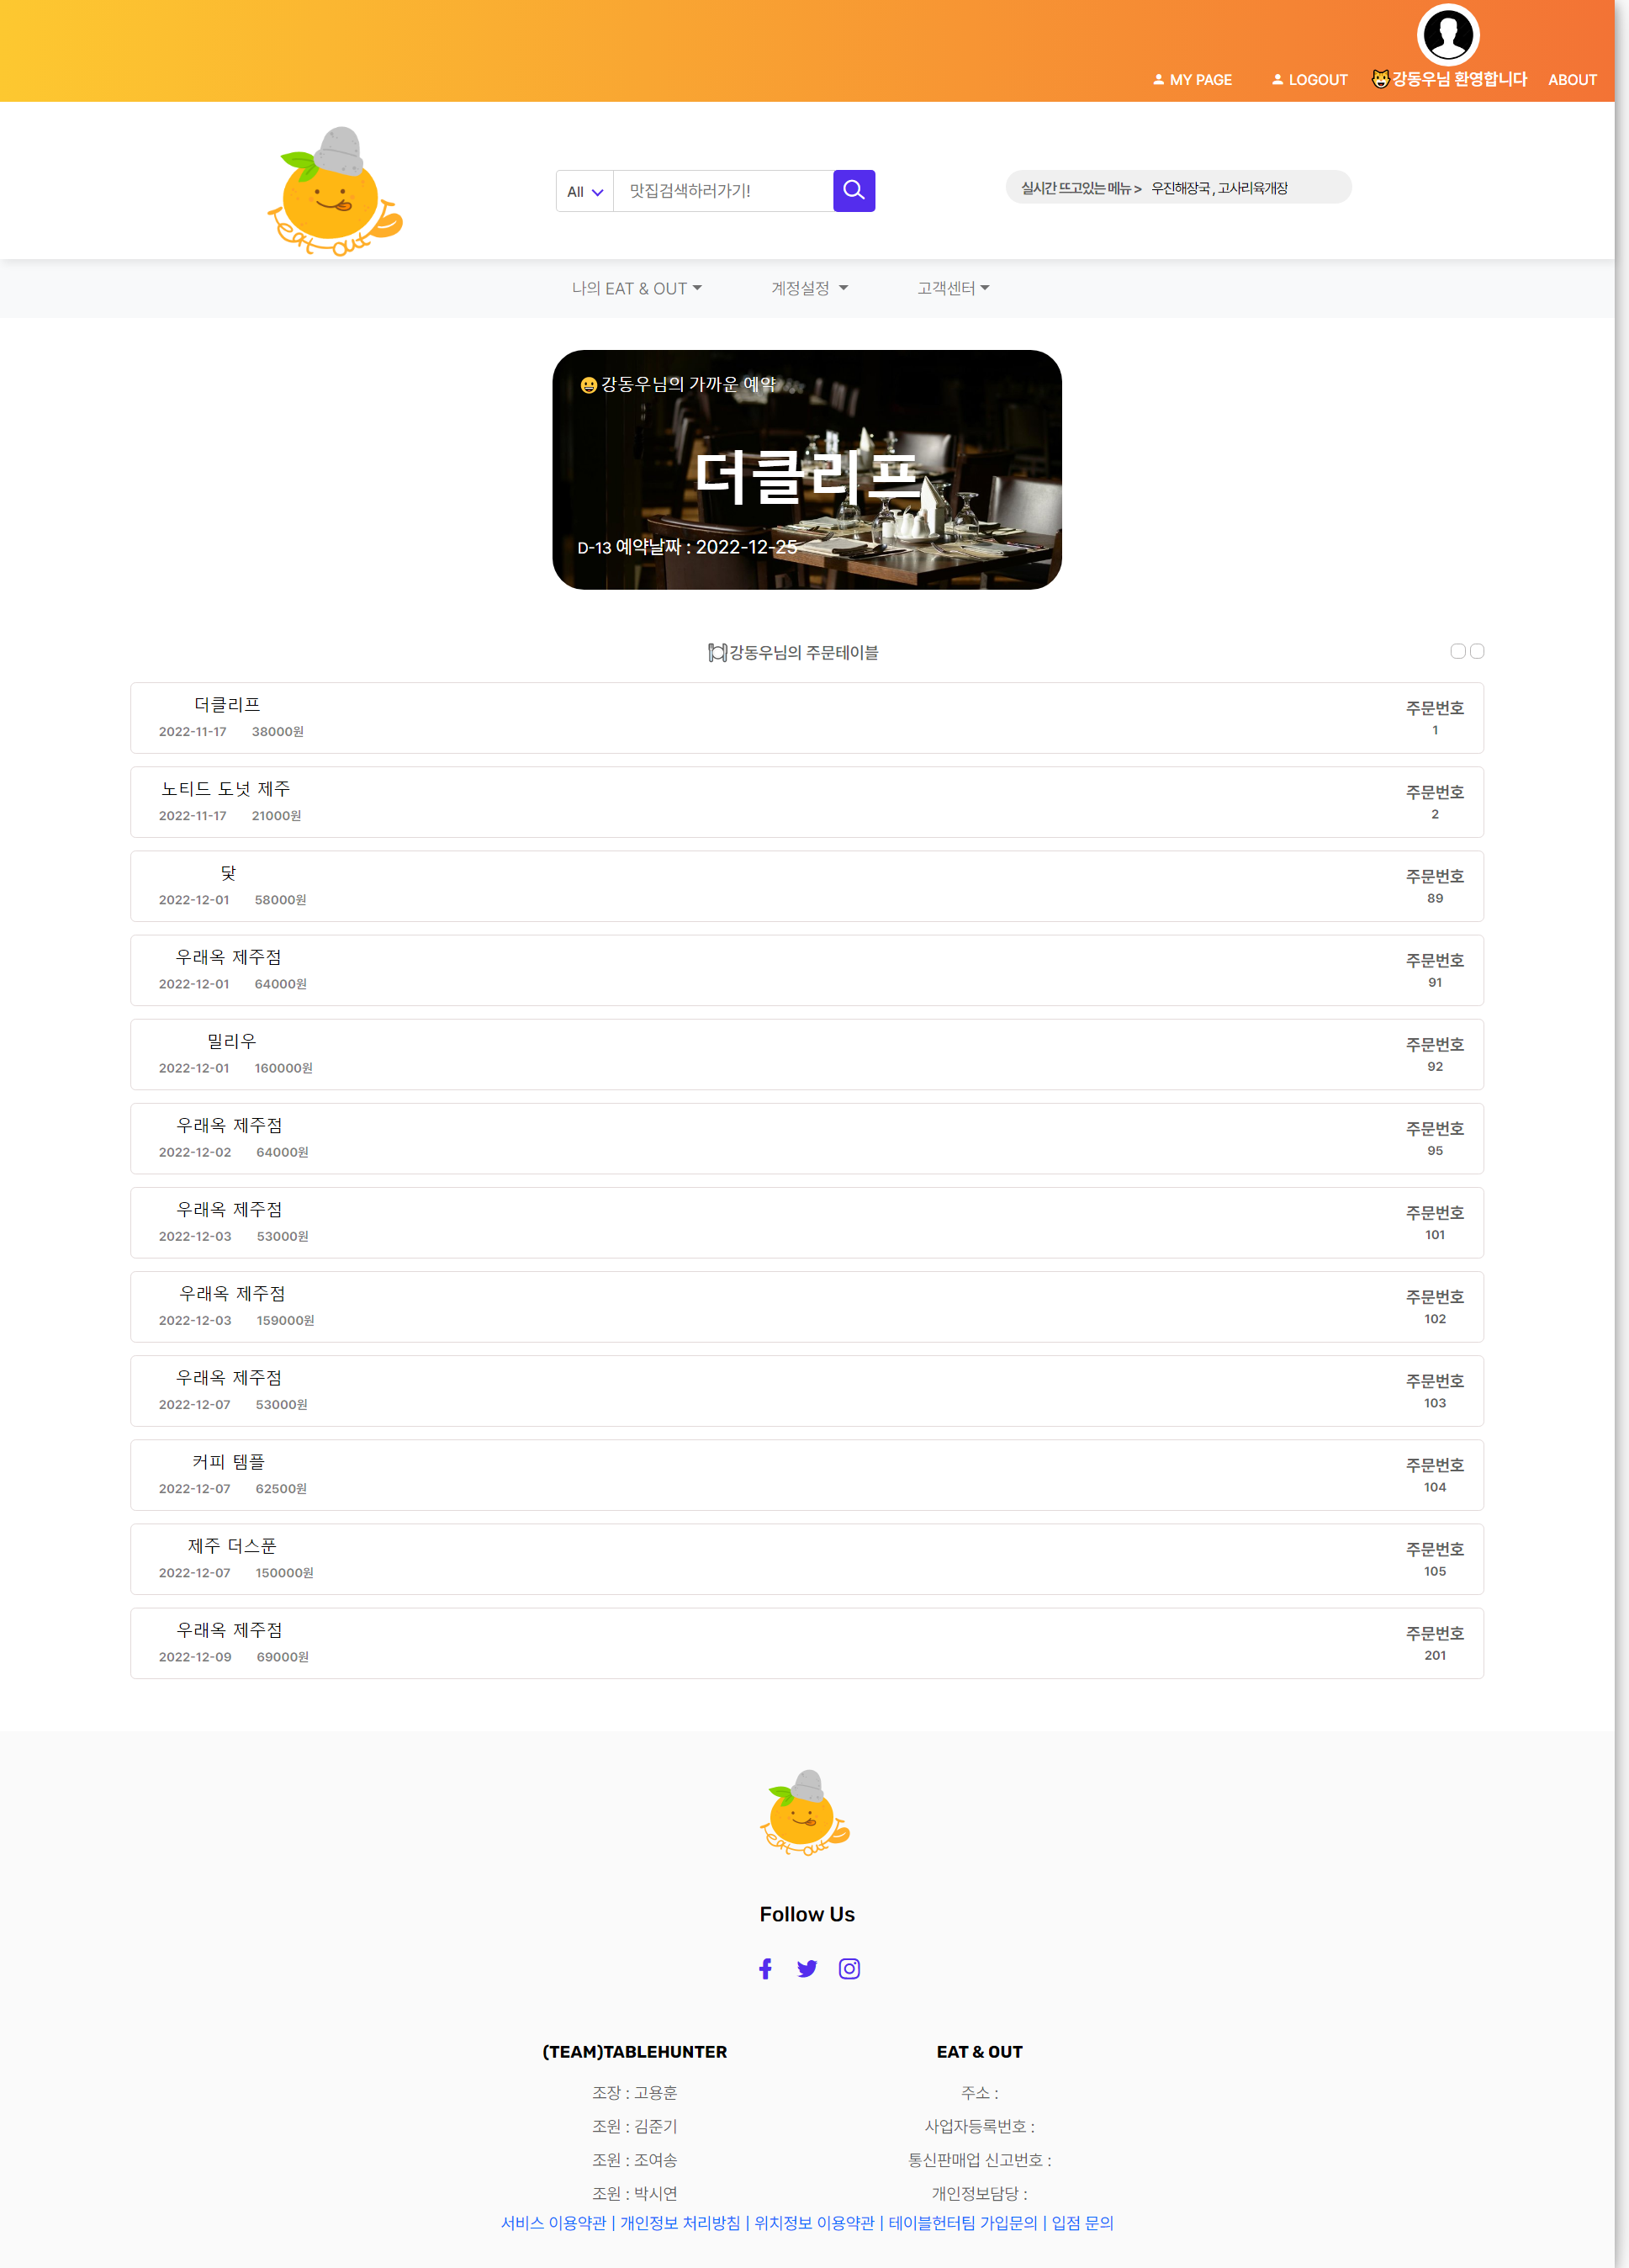 MY PAGE LOGOUT 😺강동우님 환영합니다 ABOUT
eat out
All 맛집검색하러가기!
실시간 뜨고있는 메뉴 > 우진해장국 , 고사리육개장
나의 EAT & OUT 계정설정 고객센터
😀 강동우님의 가까운 예약
더클리프
D-13 예약날짜 : 2022-12-25
🍽강동우님의 주문테이블
더클리프
주문번호
2022-11-17 38000원
1
노티드 도넛 제주
주문번호
2022-11-17 21000원
2
닻
주문번호
2022-12-01 58000원
89
우래옥 제주점
주문번호
2022-12-01 64000원
91
밀리우
주문번호
2022-12-01 160000원
92
우래옥 제주점
주문번호
2022-12-02 64000원
95
우래옥 제주점
주문번호
2022-12-03 53000원
101
우래옥 제주점
주문번호
2022-12-03 159000원
102
우래옥 제주점
주문번호
2022-12-07 53000원
103
커피 템플
주문번호
2022-12-07 62500원
104
제주 더스푼
주문번호
2022-12-07 150000원
105
우래옥 제주점
주문번호
2022-12-09 69000원
201
eat out
Follow Us
(TEAM)TABLEHUNTER
조장 : 고용훈
조원 : 김준기
조원 : 조여송
조원 : 박시연
EAT & OUT
주소 :
사업자등록번호 :
통신판매업 신고번호 :
개인정보담당 :
서비스 이용약관 | 개인정보 처리방침 | 위치정보 이용약관 | 테이블헌터팀 가입문의 | 입점 문의